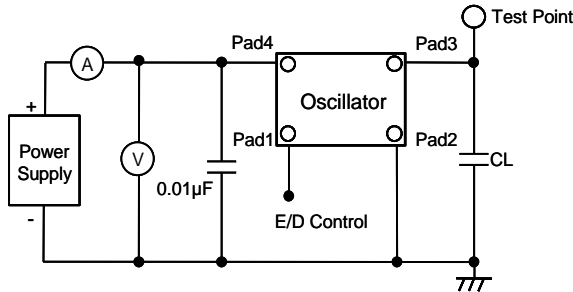 Test Point
Pad4
Pad3
A
Oscillator
+
Pad1
Pad2
Power
Supply
V
CL
0.01µF
-
E/D Control